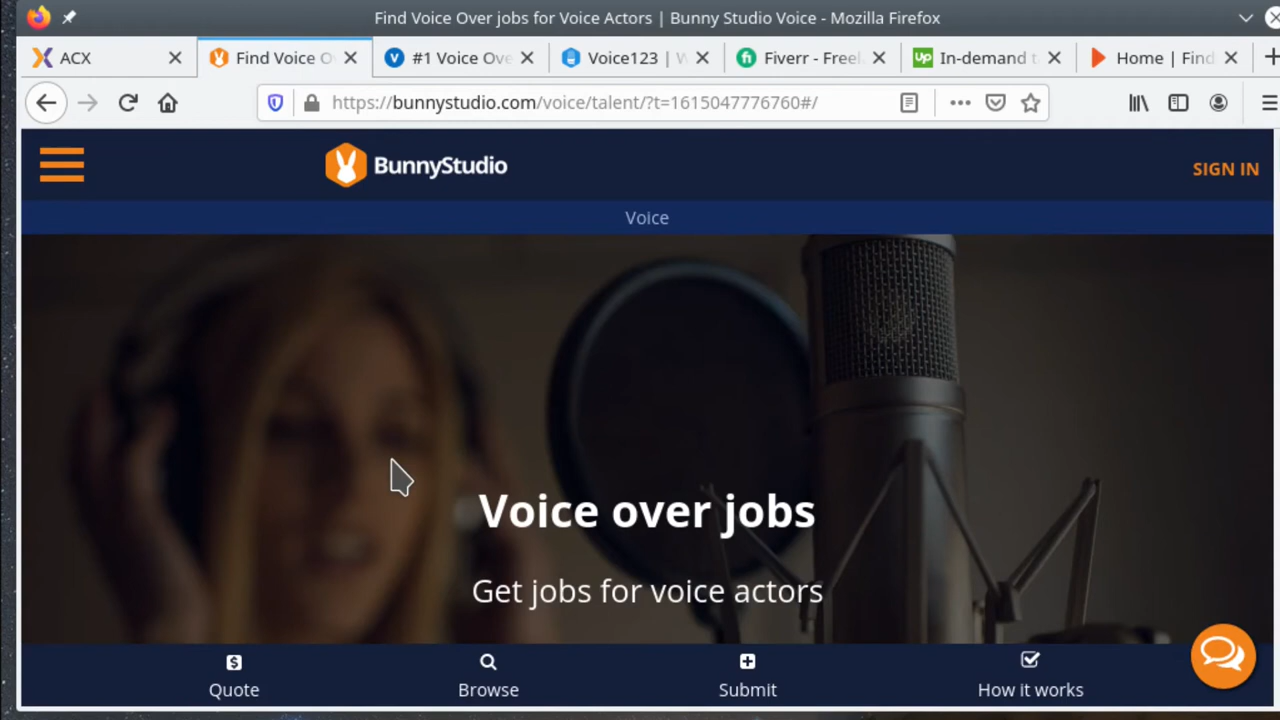 Find Voice Over jobs for Voice Actors | Bunny Studio Voice - Mozilla Firefox
ACX Find Voice O #1 Voice Ove Voice123 | W Fiverr - Freel In-demand t Home | Find
https://bunnystudio.com/voice/talent/?t=1615047776760#/
BunnyStudio
SIGN IN
Voice
Voice over jobs
Get jobs for voice actors
Quote Browse Submit How it works